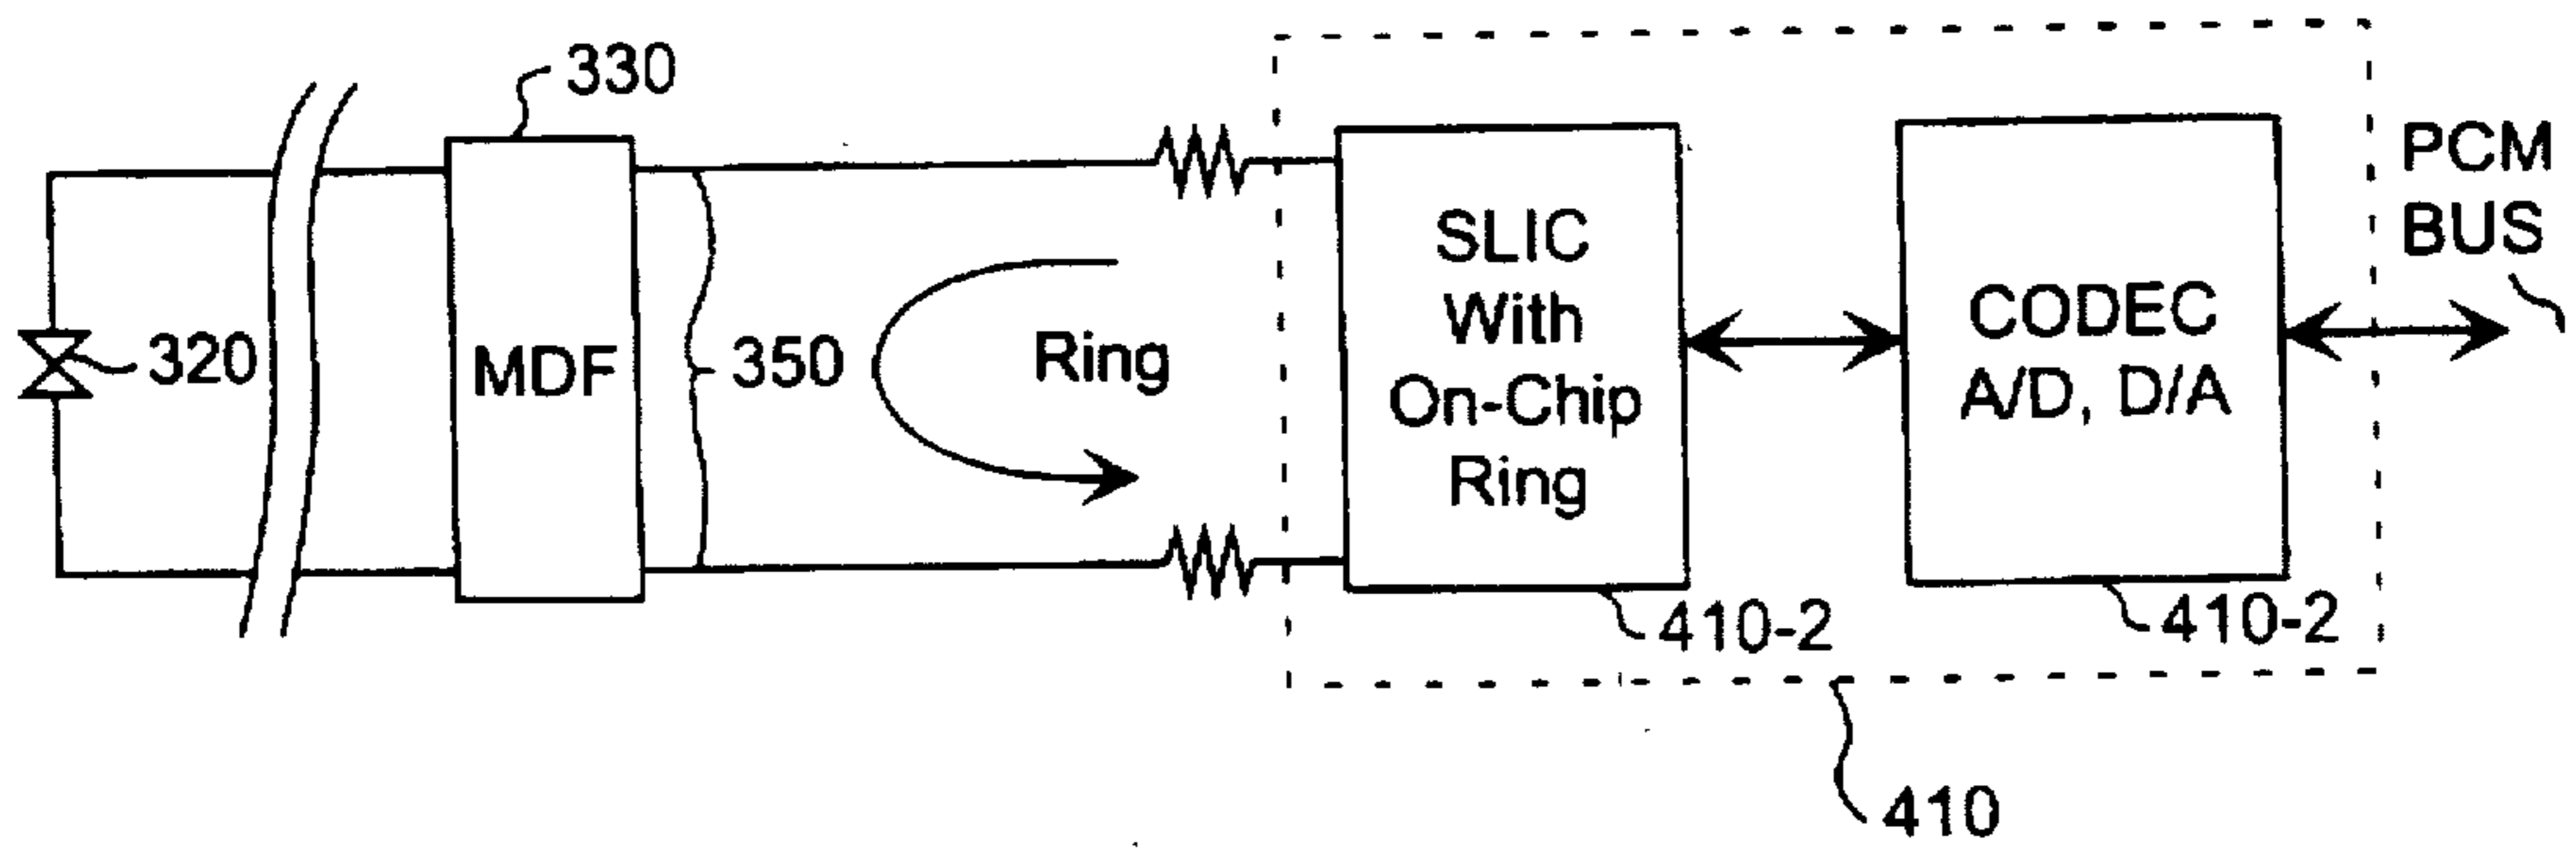 330
PCM
BUS
SLIC
With
On-Chip
Ring
CODEC
A/D, D/A
320
MDF
350
Ring
410-2
410-2
410